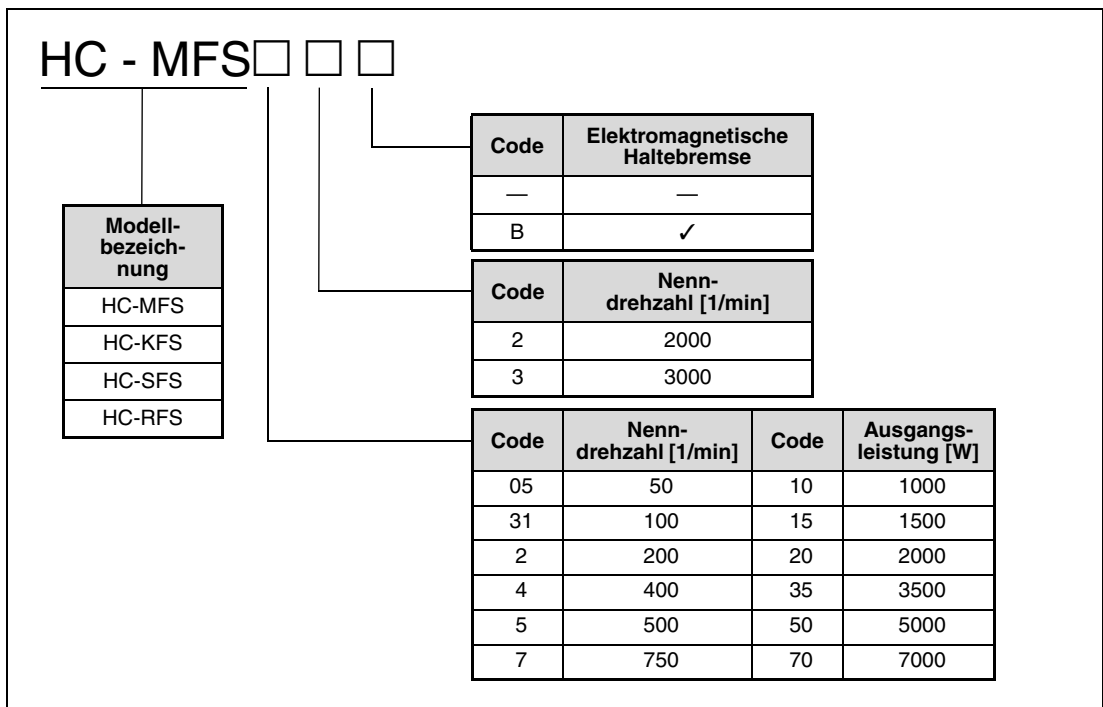 HC - MFS□ □ □
Code Elektromagnetische
Haltebremse
— —
B ✓
Modell-
bezeich-
nung
HC-MFS
HC-KFS
HC-SFS
HC-RFS
Code Nenn-
drehzahl [1/min]
2 2000
3 3000
Code Nenn-
drehzahl [1/min] Code Ausgangs-
leistung [W]
05 50 10 1000
31 100 15 1500
2 200 20 2000
4 400 35 3500
5 500 50 5000
7 750 70 7000